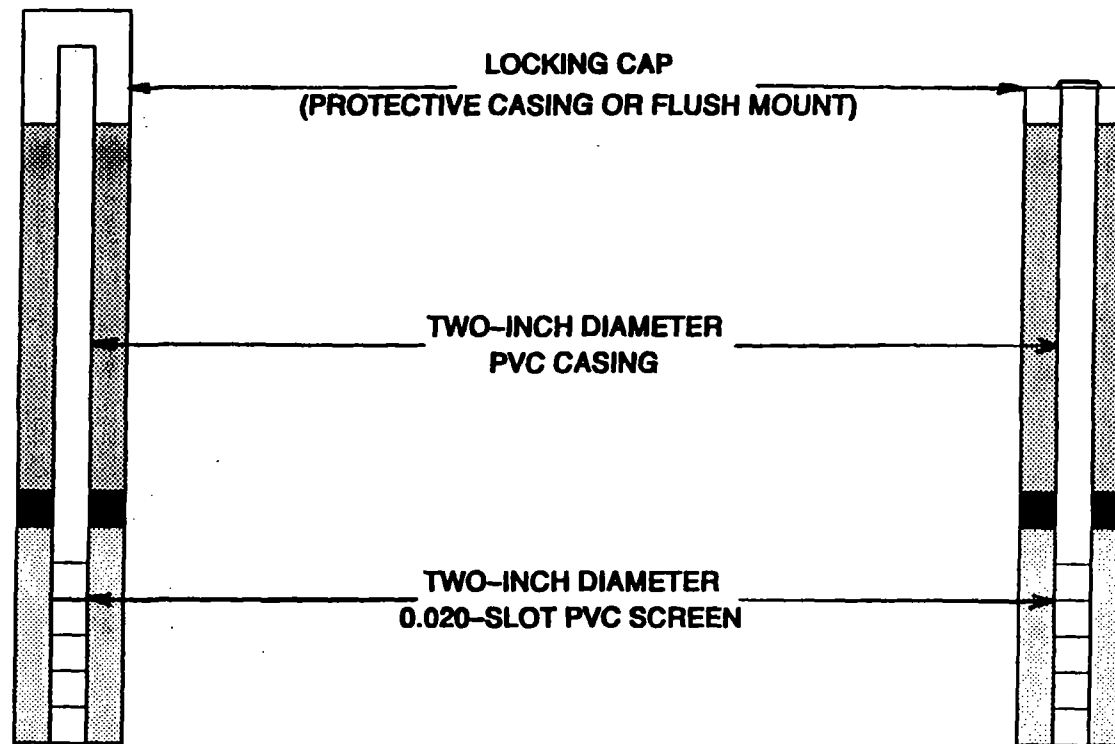 LOCKING CAP
(PROTECTIVE CASING OR FLUSH MOUNT)
TWO-INCH DIAMETER
PVC CASING
TWO-INCH DIAMETER
0.020-SLOT PVC SCREEN